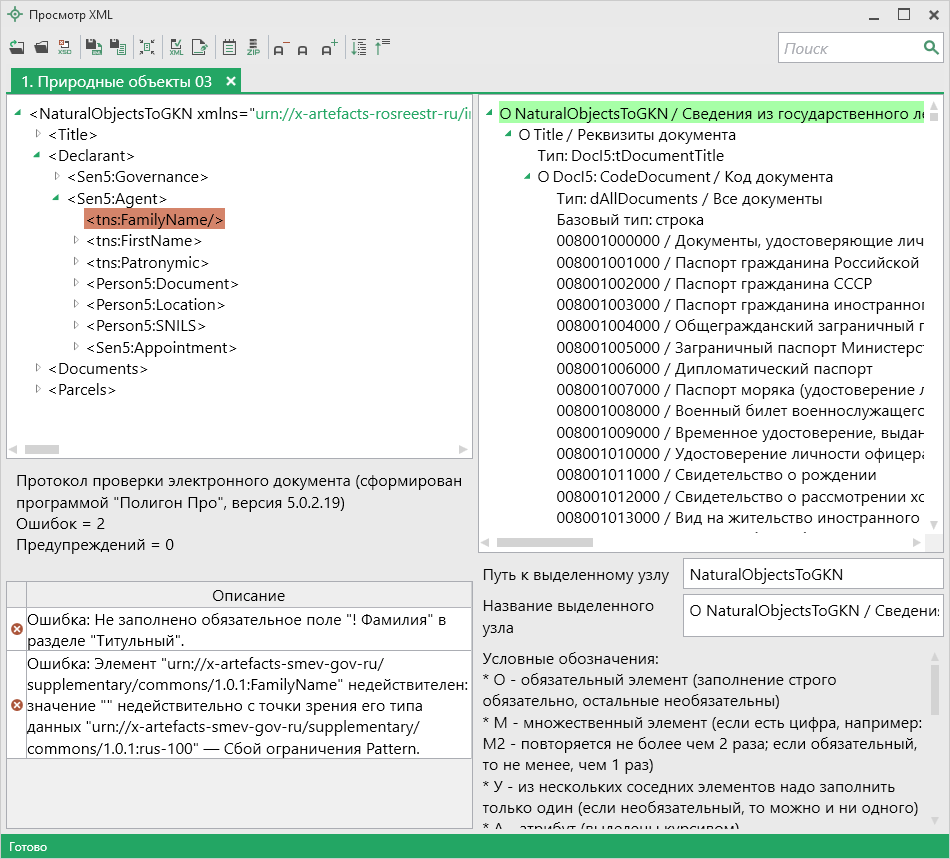 Просмотр XML
Поиск
1. Природные объекты 03
<NaturalObjectsToGKN xmlns="urn://x-artefacts-rosreestr-ru/ir
<Title>
<Declarant>
<Sen5:Governance>
<Sen5:Agent>
<tns:FamilyName/>
<tns:FirstName>
<tns:Patronymic>
<Person5:Document>
<Person5:Location>
<Person5:SNILS>
<Sen5:Appointment>
<Documents>
<Parcels>
О NaturalObjectsToGKN / Сведения из государственного ле
О Title / Реквизиты документа
Тип: DocI5:tDocumentTitle
О DocI5: CodeDocument / Код документа
Тип: dAllDocuments / Все документы
Базовый тип: строка
008001000000 / Документы, удостоверяющие лич
008001001000 / Паспорт гражданина Российской
008001002000 / Паспорт гражданина СССР
008001003000 / Паспорт гражданина иностранног
008001004000 / Общегражданский заграничный п
008001005000 / Заграничный паспорт Министерст
008001006000 / Дипломатический паспорт
008001007000 / Паспорт моряка (удостоверение л
008001008000 / Военный билет военнослужащего
008001009000 / Временное удостоверение, выдан
008001010000 / Удостоверение личности офицера
008001011000 / Свидетельство о рождении
008001012000 / Свидетельство о рассмотрении хо
008001013000 / Вид на жительство иностранного
Протокол проверки электронного документа (сформирован
программой "Полигон Про", версия 5.0.2.19)
Ошибок = 2
Предупреждений = 0
Описание
Ошибка: Не заполнено обязательное поле "! Фамилия" в
разделе "Титульный".
Ошибка: Элемент "urn://x-artefacts-smev-gov-ru/
supplementary/commons/1.0.1:FamilyName" недействителен:
значение "" недействительно с точки зрения его типа
данных "urn://x-artefacts-smev-gov-ru/supplementary/
commons/1.0.1:rus-100" — Сбой ограничения Pattern.
Путь к выделенному узлу
NaturalObjectsToGKN
Название выделенного
узла
О NaturalObjectsToGKN / Сведения
Условные обозначения:
* О - обязательный элемент (заполнение строго
обязательно, остальные необязательны)
* М - множественный элемент (если есть цифра, например:
М2 - повторяется не более чем 2 раза; если обязательный,
то не менее, чем 1 раз)
* У - из нескольких соседних элементов надо заполнить
только один (если необязательный, то можно и ни одного)
* А - атрибут (выделены курсивом)
Готово